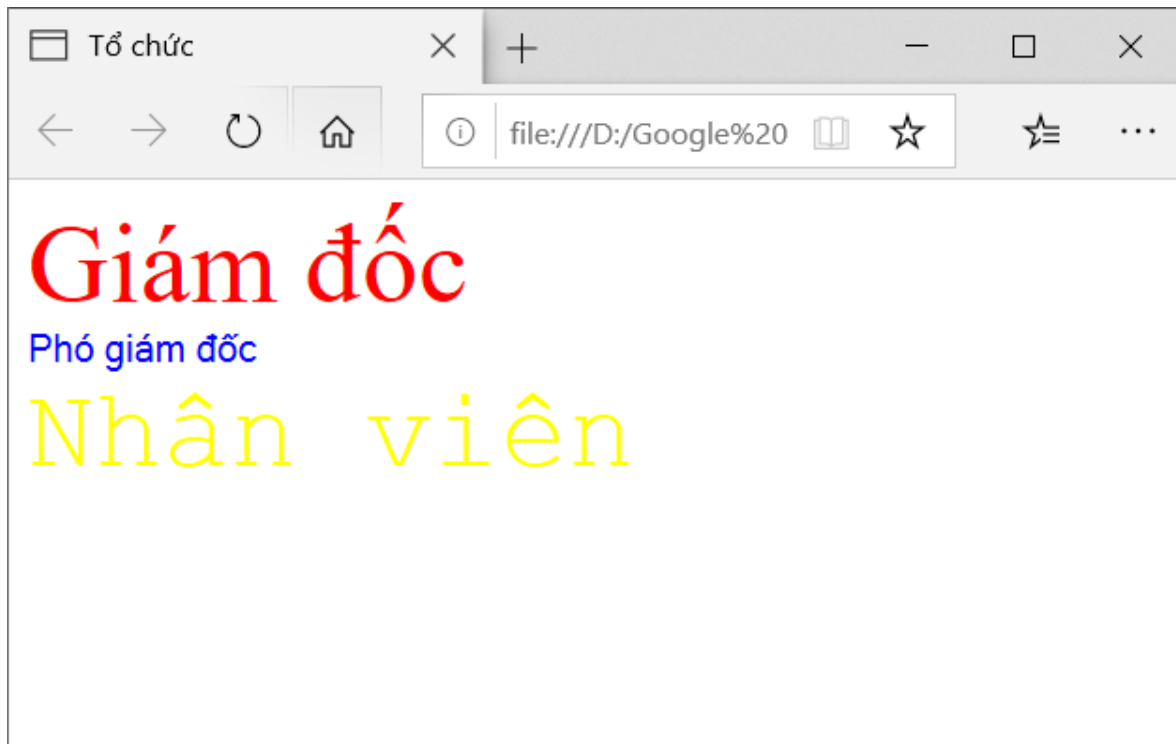 Tổ chức
file:///D:/Google%20
Giám đốc
Phó giám đốc
Nhân viên